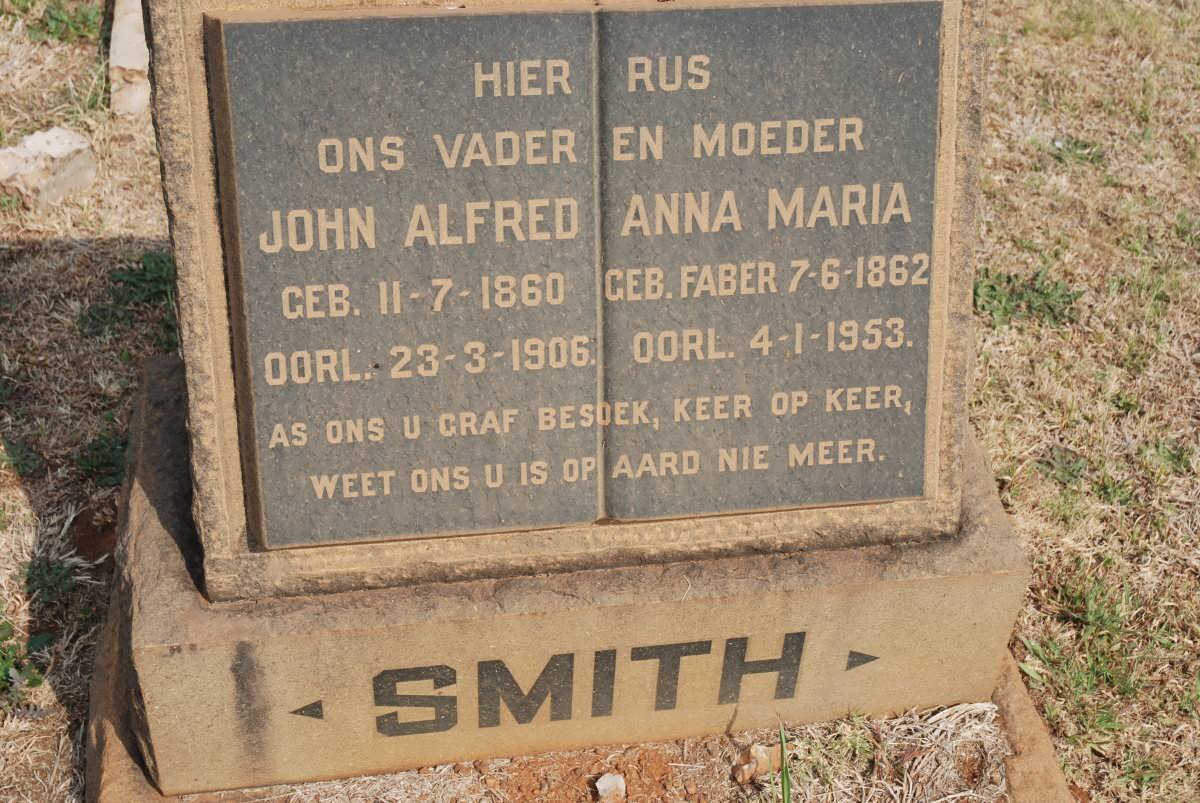 HIER RUS
ONS VADER EN MOEDER
JOHN ALFRED ANNA MARIA
GEB. 11-7-1860 GEB. FABER 7-6-1862
OORL. 23-3-1906. OORL. 4-1-1953.
AS ONS U GRAF BESOEK, KEER OP KEER,
WEET ONS U IS OP AARD NIE MEER.
SMITH